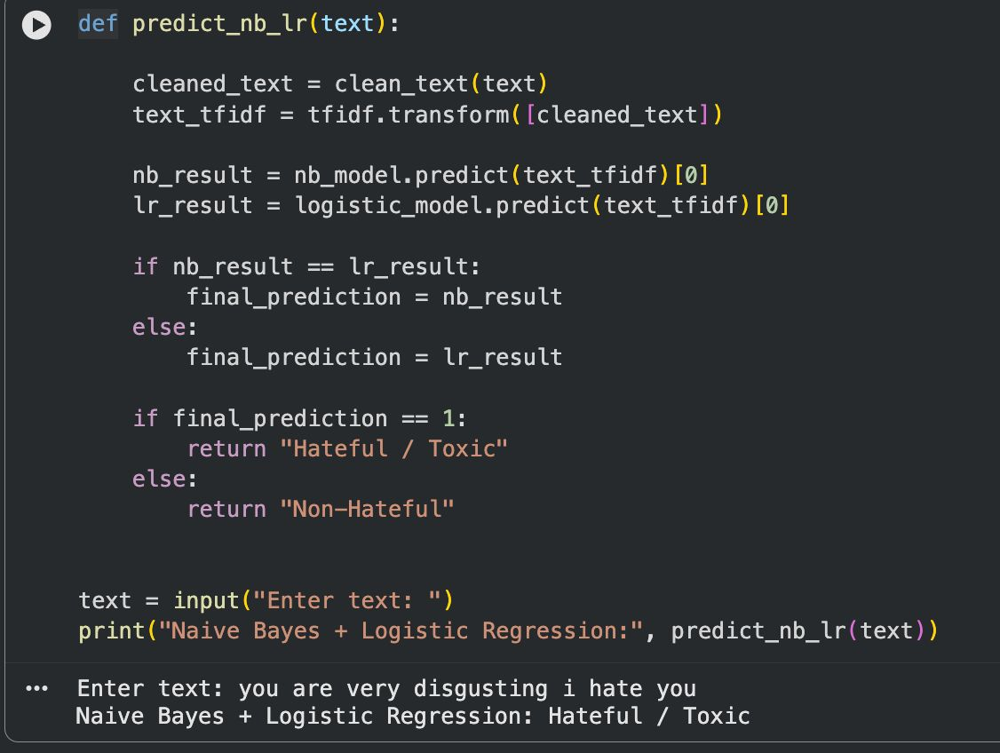 def predict_nb_lr(text):
    cleaned_text = clean_text(text)
    text_tfidf = tfidf.transform([cleaned_text])
    nb_result = nb_model.predict(text_tfidf)[0]
    lr_result = logistic_model.predict(text_tfidf)[0]
    if nb_result == lr_result:
        final_prediction = nb_result
    else:
        final_prediction = lr_result
    if final_prediction == 1:
        return "Hateful / Toxic"
    else:
        return "Non-Hateful"
text = input("Enter text: ")
print("Naive Bayes + Logistic Regression:", predict_nb_lr(text))
Enter text: you are very disgusting i hate you
Naive Bayes + Logistic Regression: Hateful / Toxic